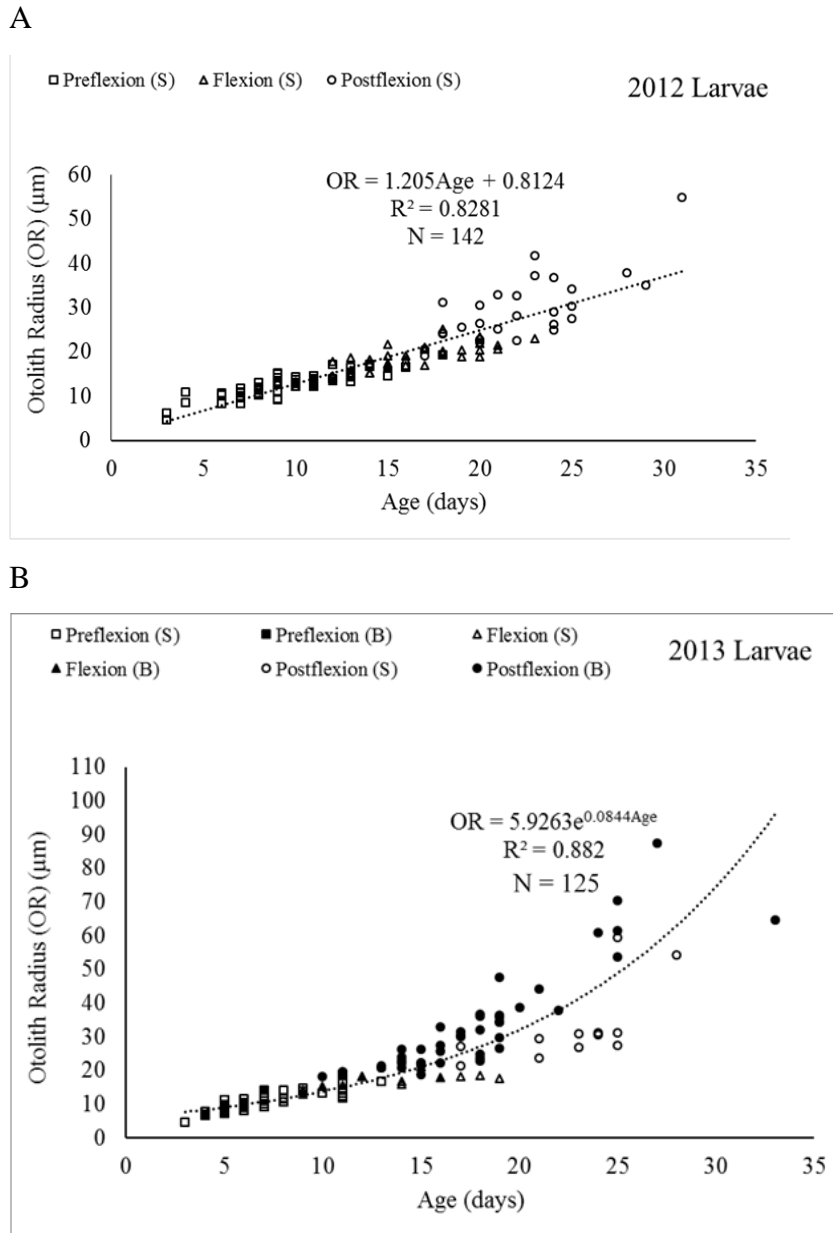 A
Preflexion (S) Flexion (S) Postflexion (S)
2012 Larvae
OR = 1.205Age + 0.8124
R² = 0.8281
N = 142
Otolith Radius (OR) (μm)
60
50
40
30
20
10
0
0 5 10 15 20 25 30 35
Age (days)
B
Preflexion (S) Preflexion (B) Flexion (S)
Flexion (B) Postflexion (S) Postflexion (B)
2013 Larvae
OR = 5.9263e^0.0844Age
R² = 0.882
N = 125
Otolith Radius (OR) (μm)
110
100
90
80
70
60
50
40
30
20
10
0
0 5 10 15 20 25 30 35
Age (days)